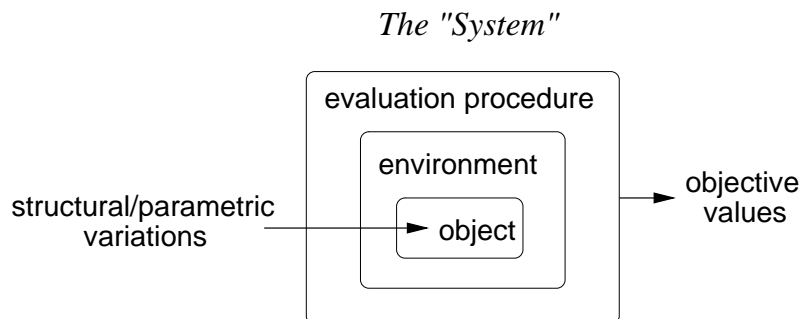 The "System"
evaluation procedure
environment
structural/parametric
variations
object
objective
values